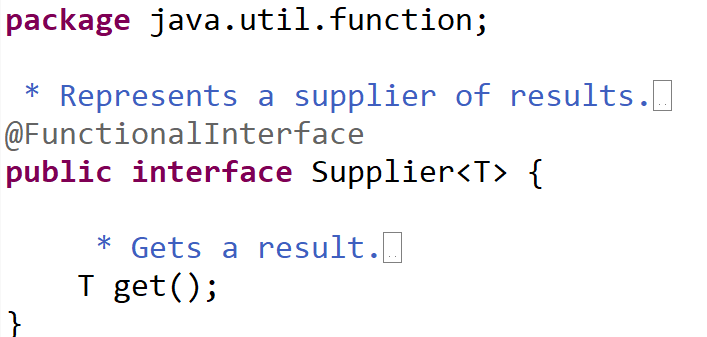 package java.util.function;
* Represents a supplier of results...
@FunctionalInterface
public interface Supplier<T> {
* Gets a result...
T get();
}